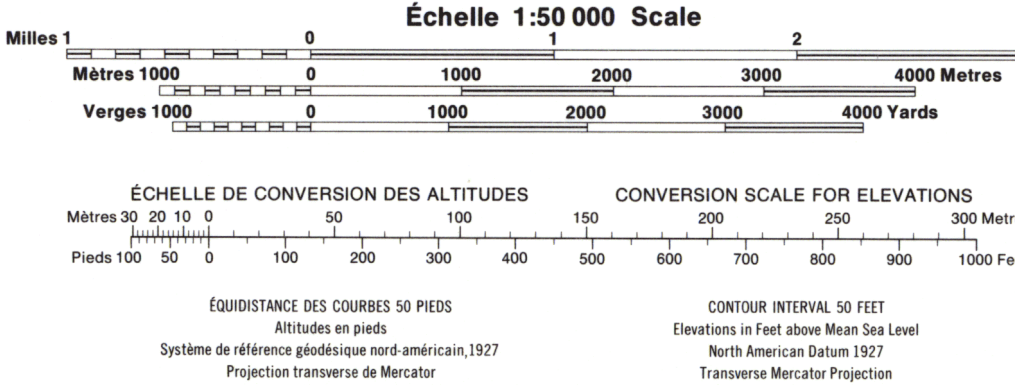 Échelle 1:50 000 Scale
Milles 1 0 1 2
Mètres 1000 0 1000 2000 3000 4000 Metres
Verges 1000 0 1000 2000 3000 4000 Yards
ÉCHELLE DE CONVERSION DES ALTITUDES CONVERSION SCALE FOR ELEVATIONS
Mètres 30 20 10 0 50 100 150 200 250 300 Metr
Pieds 100 50 0 100 200 300 400 500 600 700 800 900 1000 Fe
ÉQUIDISTANCE DES COURBES 50 PIEDS
Altitudes en pieds
Système de référence géodésique nord-américain, 1927
Projection transverse de Mercator
CONTOUR INTERVAL 50 FEET
Elevations in Feet above Mean Sea Level
North American Datum 1927
Transverse Mercator Projection